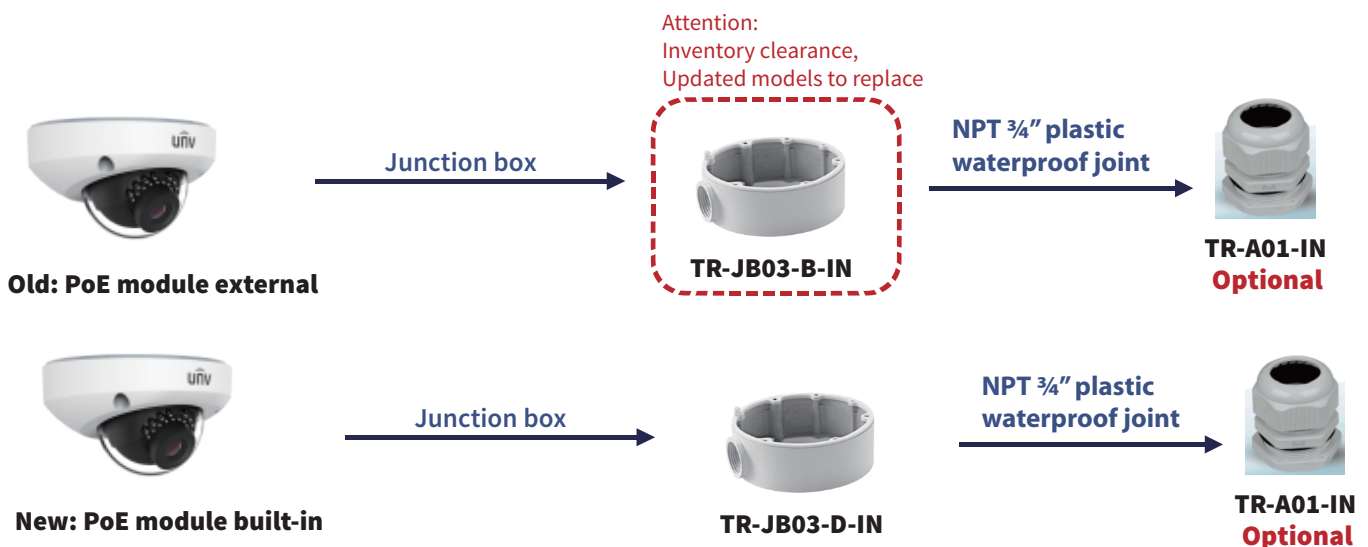 Attention:
Inventory clearance,
Updated models to replace
unv
Junction box
NPT ¾” plastic
waterproof joint
TR-JB03-B-IN
TR-A01-IN
Optional
Old: PoE module external
unv
Junction box
NPT ¾” plastic
waterproof joint
New: PoE module built-in
TR-JB03-D-IN
TR-A01-IN
Optional